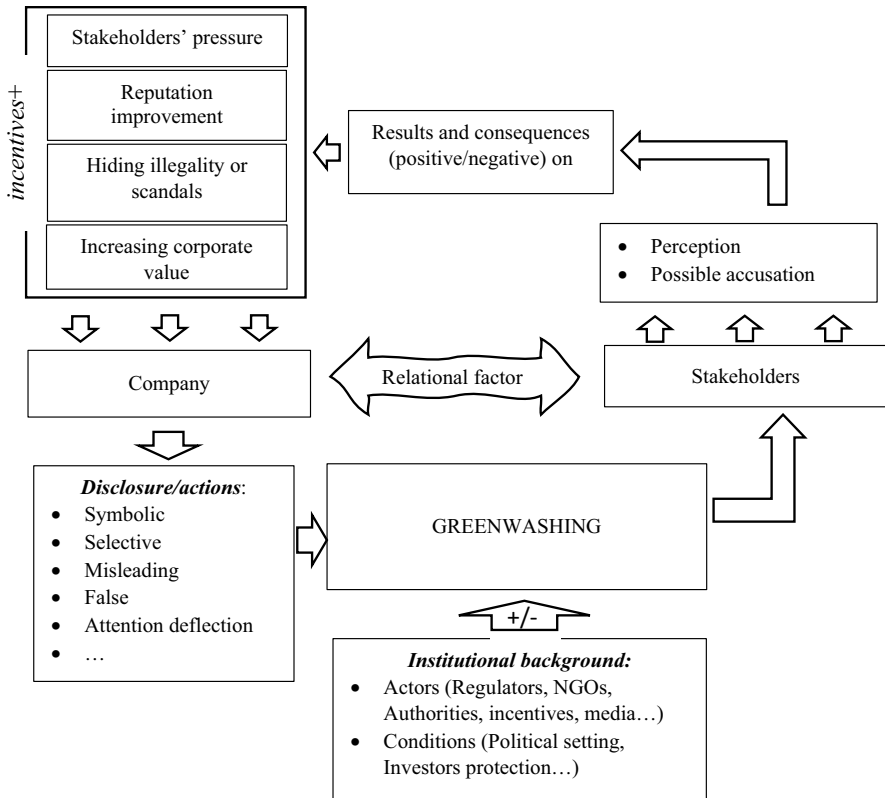 incentives+
Stakeholders’ pressure
Reputation
improvement
Hiding illegality or
scandals
Increasing corporate
value
Results and consequences
(positive/negative) on
• Perception
• Possible accusation
Company
Relational factor
Stakeholders
Disclosure/actions:
• Symbolic
• Selective
• Misleading
• False
• Attention deflection
• …
GREENWASHING
+/-
Institutional background:
• Actors (Regulators, NGOs,
Authorities, incentives, media…)
• Conditions (Political setting,
Investors protection…)